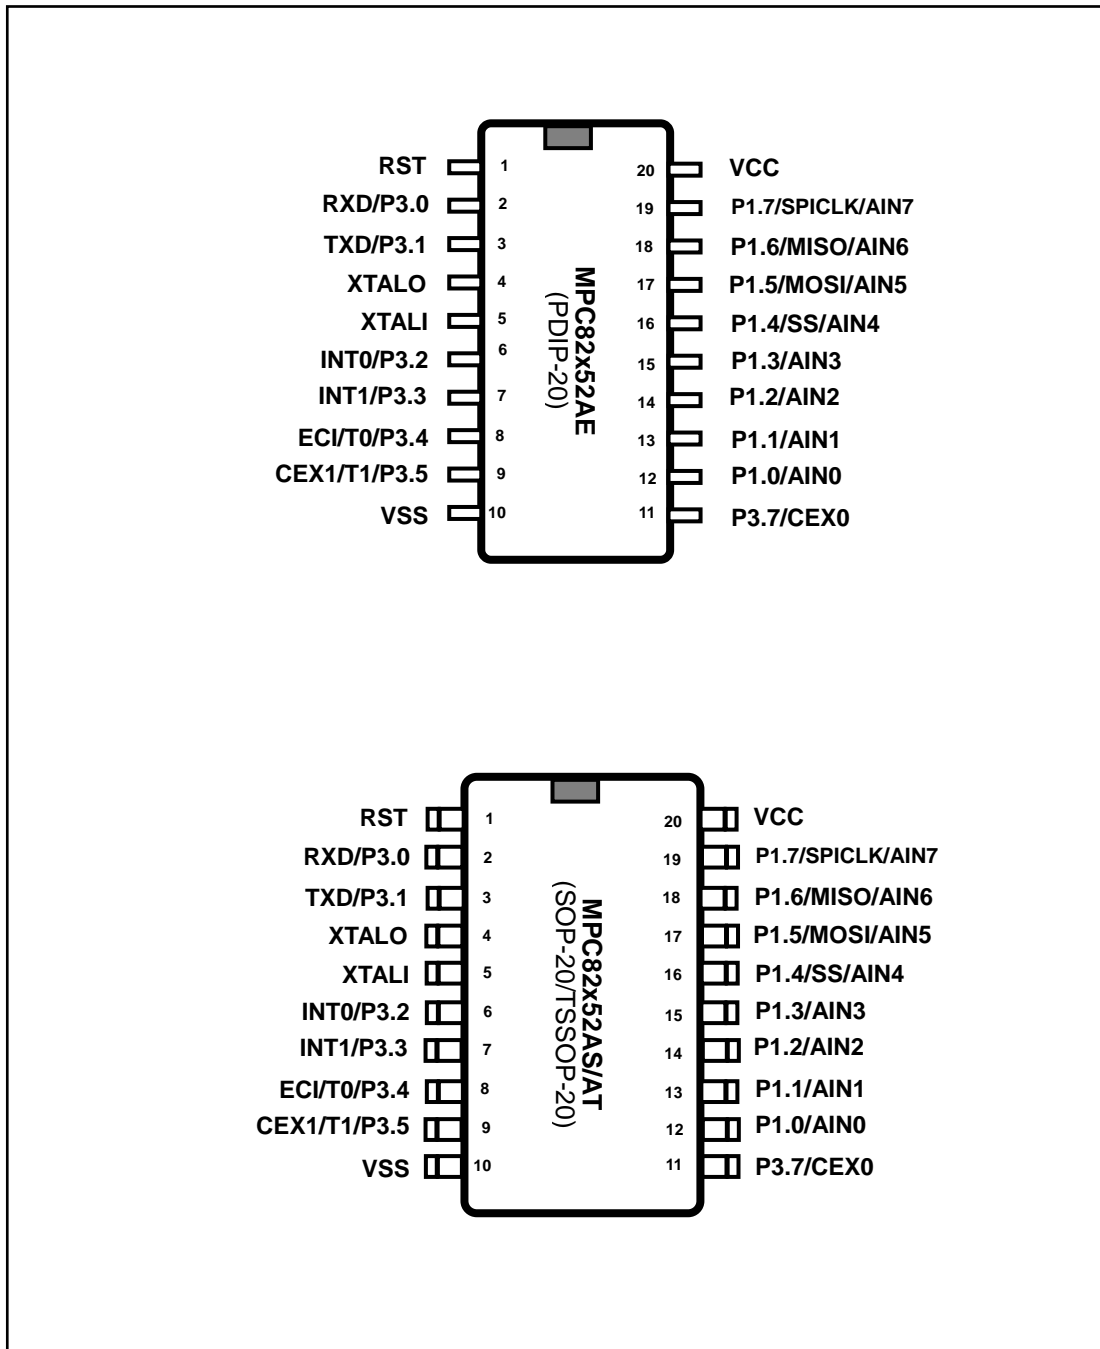 RST 1 20 VCC
RXD/P3.0 2 19 P1.7/SPICLK/AIN7
TXD/P3.1 3 18 P1.6/MISO/AIN6
XTALO 4 17 P1.5/MOSI/AIN5
XTALI 5 16 P1.4/SS/AIN4
INT0/P3.2 6 15 P1.3/AIN3
INT1/P3.3 7 14 P1.2/AIN2
ECI/T0/P3.4 8 13 P1.1/AIN1
CEX1/T1/P3.5 9 12 P1.0/AIN0
VSS 10 11 P3.7/CEX0
MPC82x52AE
(PDIP-20)
RST 1 20 VCC
RXD/P3.0 2 19 P1.7/SPICLK/AIN7
TXD/P3.1 3 18 P1.6/MISO/AIN6
XTALO 4 17 P1.5/MOSI/AIN5
XTALI 5 16 P1.4/SS/AIN4
INT0/P3.2 6 15 P1.3/AIN3
INT1/P3.3 7 14 P1.2/AIN2
ECI/T0/P3.4 8 13 P1.1/AIN1
CEX1/T1/P3.5 9 12 P1.0/AIN0
VSS 10 11 P3.7/CEX0
MPC82x52AS/AT
(SOP-20/TSSOP-20)